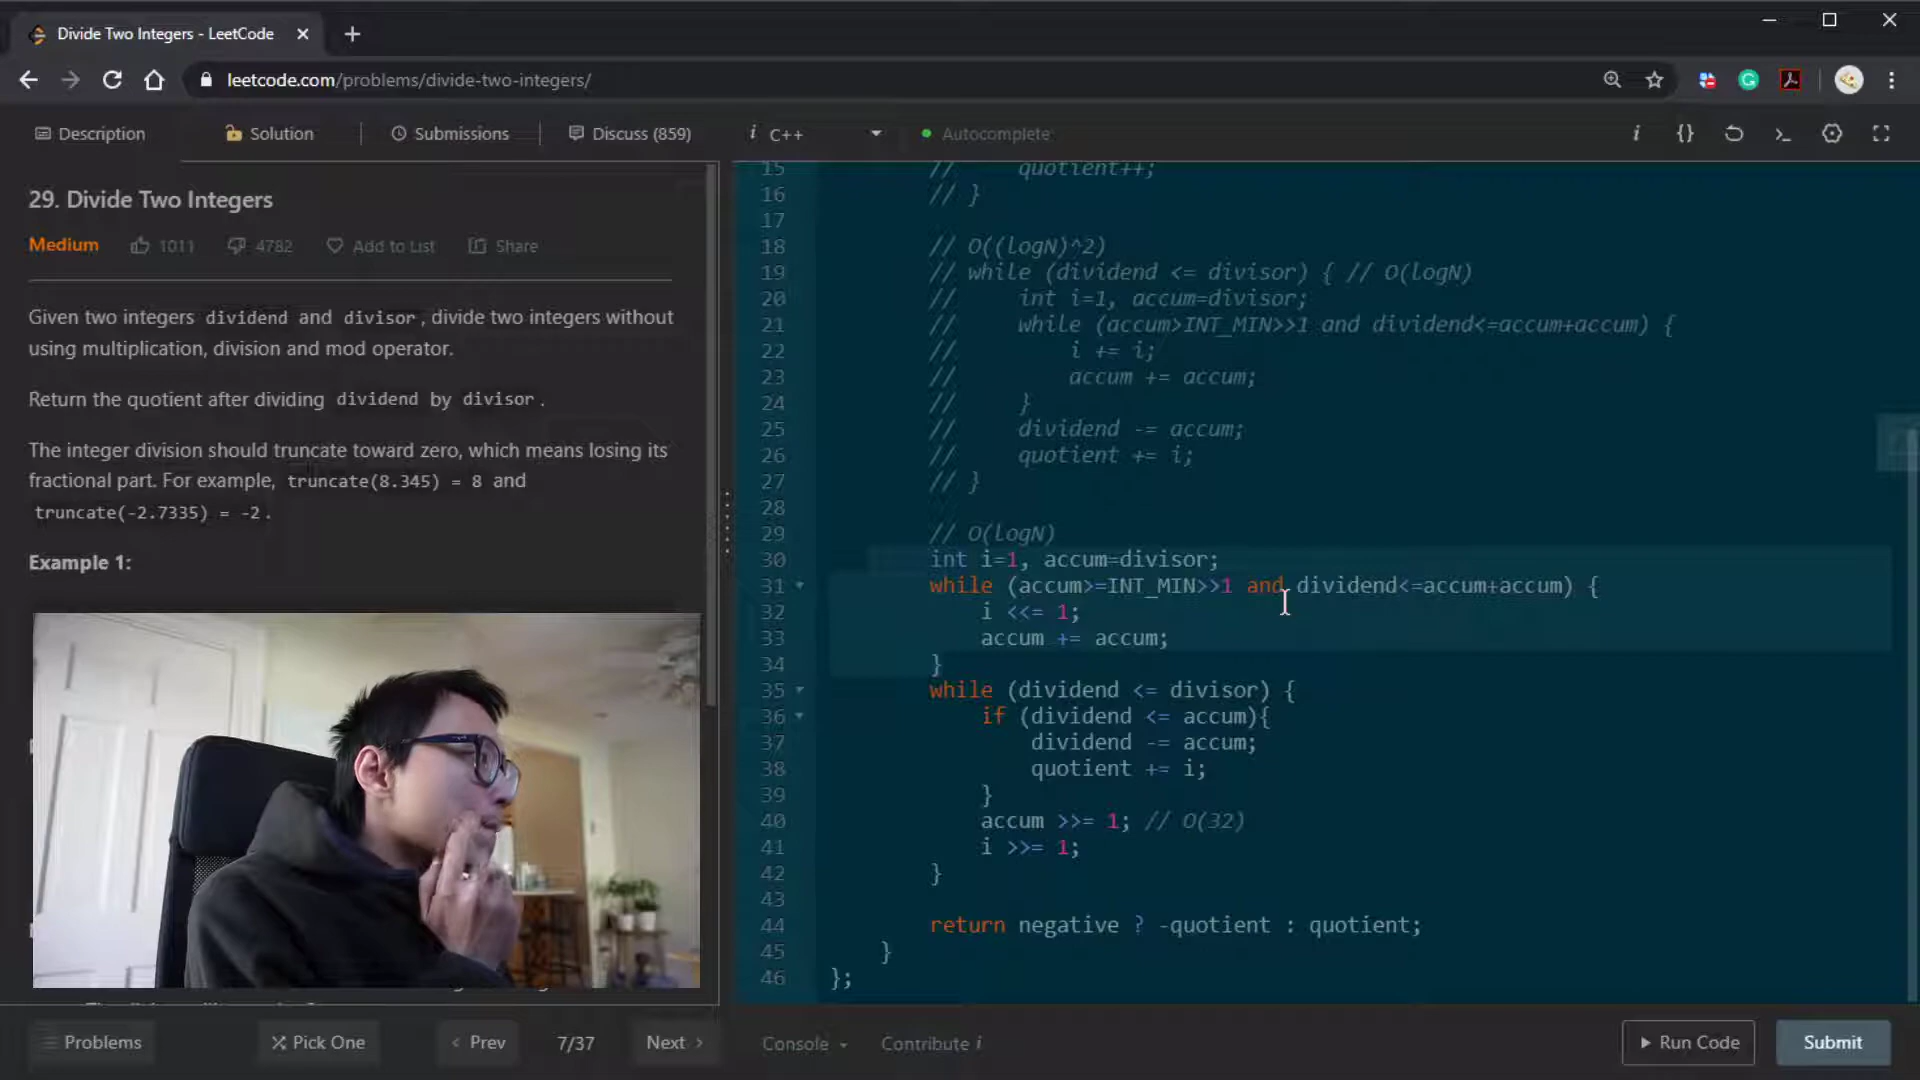 Divide Two Integers - LeetCode
leetcode.com/problems/divide-two-integers/
Description
Solution
Submissions
Discuss (859)
i C++
Autocomplete
29. Divide Two Integers
Medium 1011 4782 Add to List Share
Given two integers dividend and divisor, divide two integers without
using multiplication, division and mod operator.
Return the quotient after dividing dividend by divisor.
The integer division should truncate toward zero, which means losing its
fractional part. For example, truncate(8.345) = 8 and
truncate(-2.7335) = -2.
Example 1:
15 // quotient++;
16 // }
17
18 // O((logN)^2)
19 // while (dividend <= divisor) { // O(logN)
20 // int i=1, accum=divisor;
21 // while (accum>INT_MIN>>1 and dividend<=accum+accum) {
22 // i += i;
23 // accum += accum;
24 // }
25 // dividend -= accum;
26 // quotient += i;
27 // }
28
29 // O(logN)
30 int i=1, accum=divisor;
31 while (accum>=INT_MIN>>1 and dividend<=accum+accum) {
32 i <<= 1;
33 accum += accum;
34 }
35 while (dividend <= divisor) {
36 if (dividend <= accum){
37 dividend -= accum;
38 quotient += i;
39 }
40 accum >>= 1; // O(32)
41 i >>= 1;
42 }
43
44 return negative ? -quotient : quotient;
45 }
46 };
Problems
Pick One
< Prev
7/37
Next >
Console
Contribute i
Run Code
Submit